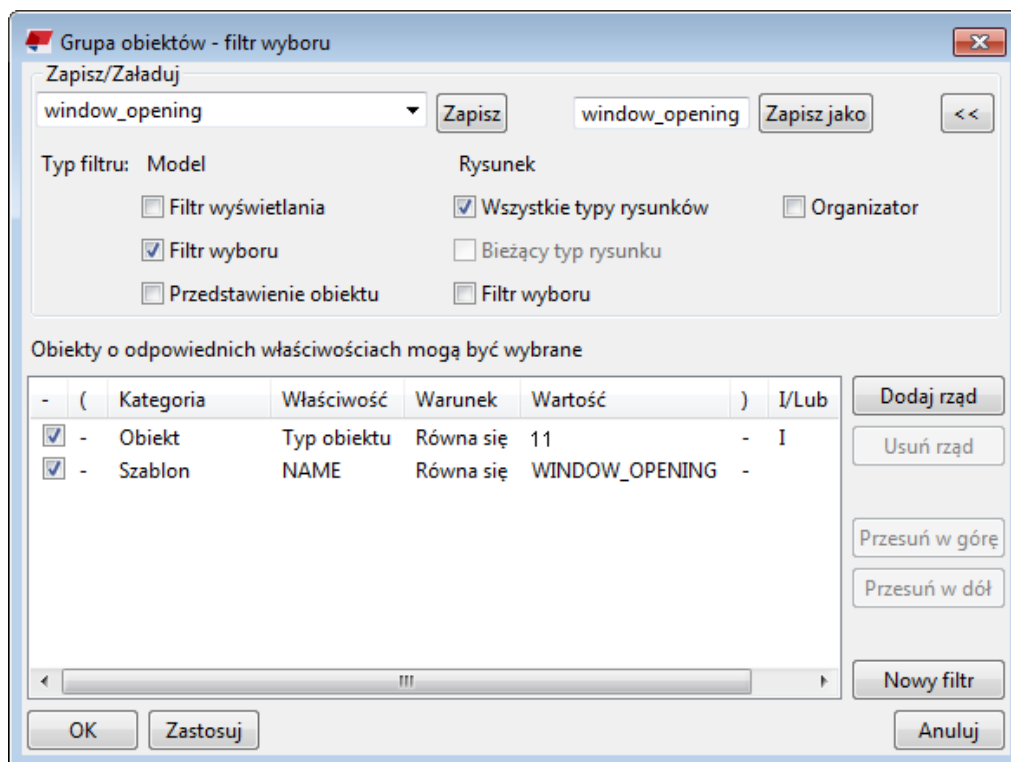 Grupa obiektów - filtr wyboru
Zapisz/Załaduj
window_opening Zapisz window_opening Zapisz jako <<
Typ filtru: Model Rysunek
Filtr wyświetlania Wszystkie typy rysunków Organizator
Filtr wyboru Bieżący typ rysunku
Przedstawienie obiektu Filtr wyboru
Obiekty o odpowiednich właściwościach mogą być wybrane
- ( Kategoria Właściwość Warunek Wartość ) I/Lub Dodaj rząd
- Obiekt Typ obiektu Równa się 11 - I
Usuń rząd
- Szablon NAME Równa się WINDOW_OPENING -
Przesuń w górę
Przesuń w dół
Nowy filtr
OK Zastosuj Anuluj